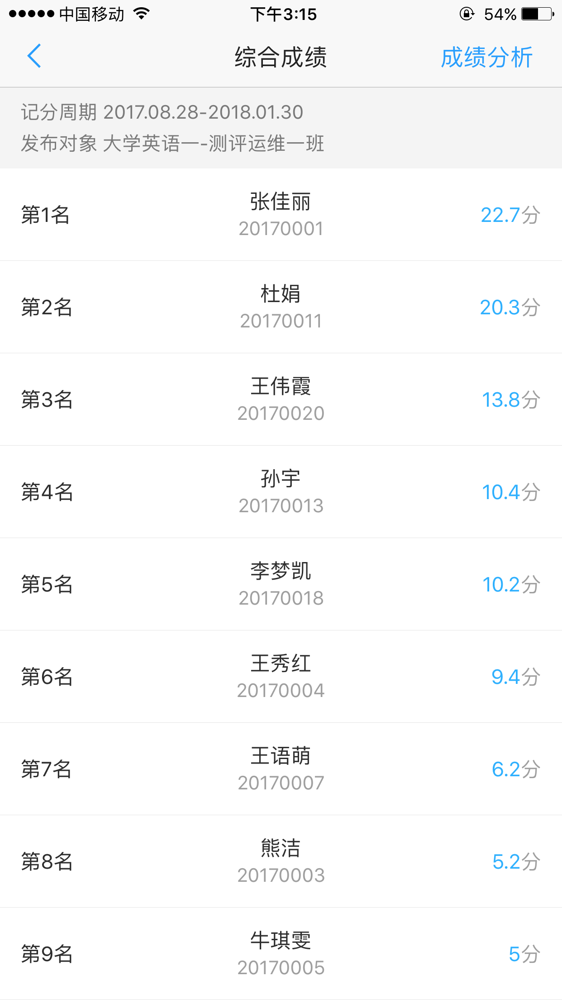 中国移动 下午3:15 54%
综合成绩 成绩分析
记分周期 2017.08.28-2018.01.30
发布对象 大学英语一-测评运维一班
第1名 张佳丽 20170001 22.7分
第2名 杜娟 20170011 20.3分
第3名 王伟霞 20170020 13.8分
第4名 孙宇 20170013 10.4分
第5名 李梦凯 20170018 10.2分
第6名 王秀红 20170004 9.4分
第7名 王语萌 20170007 6.2分
第8名 熊洁 20170003 5.2分
第9名 牛琪雯 20170005 5分